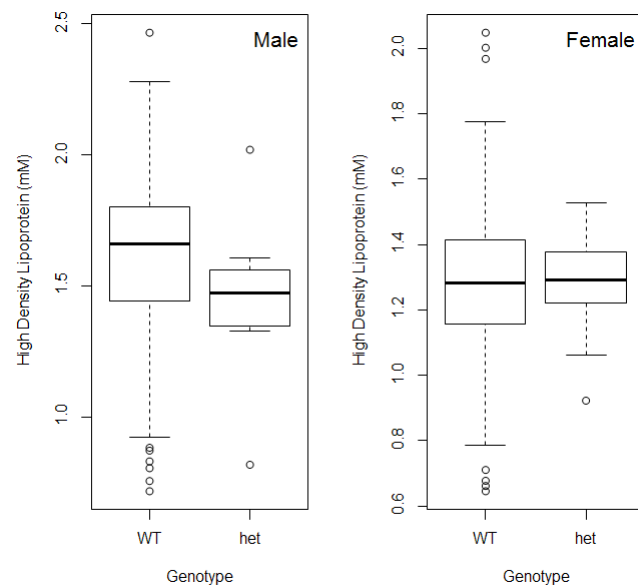 Male
High Density Lipoprotein (mM)
2.5
2.0
1.5
1.0
WT
het
Genotype
Female
High Density Lipoprotein (mM)
2.0
1.8
1.6
1.4
1.2
1.0
0.8
0.6
WT
het
Genotype